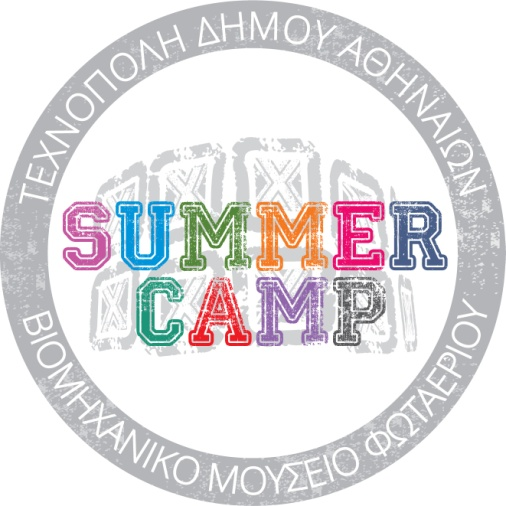 ΤΕΧΝΟΠΟΛΗ ΔΗΜΟΥ ΑΘΗΝΑΙΩΝ
SUMMER
CAMP
ΒΙΟΜΗΧΑΝΙΚΟ ΜΟΥΣΕΙΟ ΦΩΤΑΕΡΙΟΥ